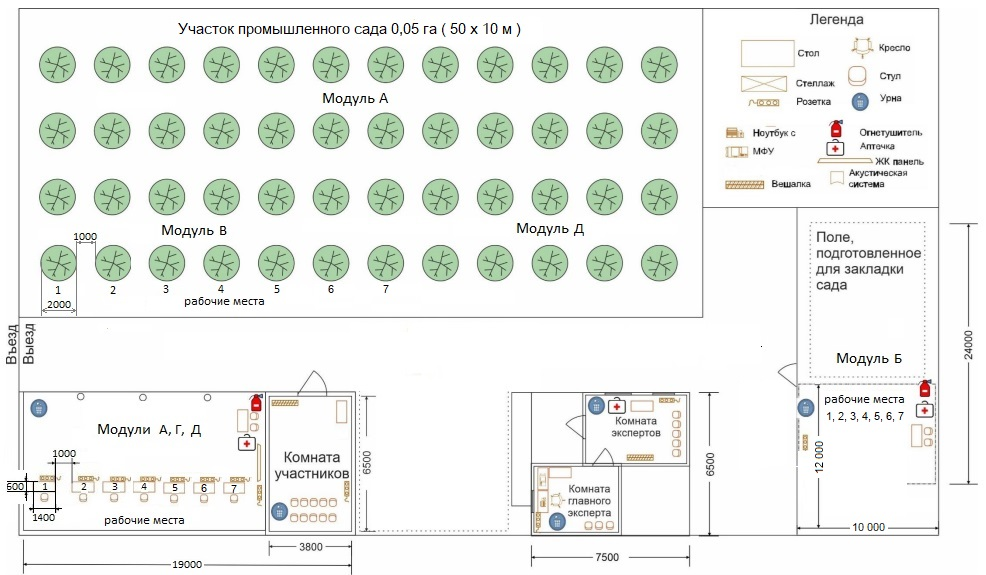 Участок промышленного сада 0,05 га ( 50 х 10 м )
Модуль А
Модуль В
Модуль Д
1000
1 2 3 4 5 6 7
рабочие места
2000
Легенда
Стол
Кресло
Стеллаж
Стул
Розетка
Урна
Ноутбук с
Огнетушитель
МФУ
Аптечка
ЖК панель
Вешалка
Акустическая
система
Въезд
Выезд
Поле,
подготовленное
для закладки
сада
Модуль Б
24000
рабочие места
1, 2, 3, 4, 5, 6, 7
12 000
10 000
Модули А, Г, Д
1000
600
1 2 3 4 5 6 7
1400
рабочие места
Комната
участников
6500
3800
19000
Комната
экспертов
Комната
главного
эксперта
6500
7500